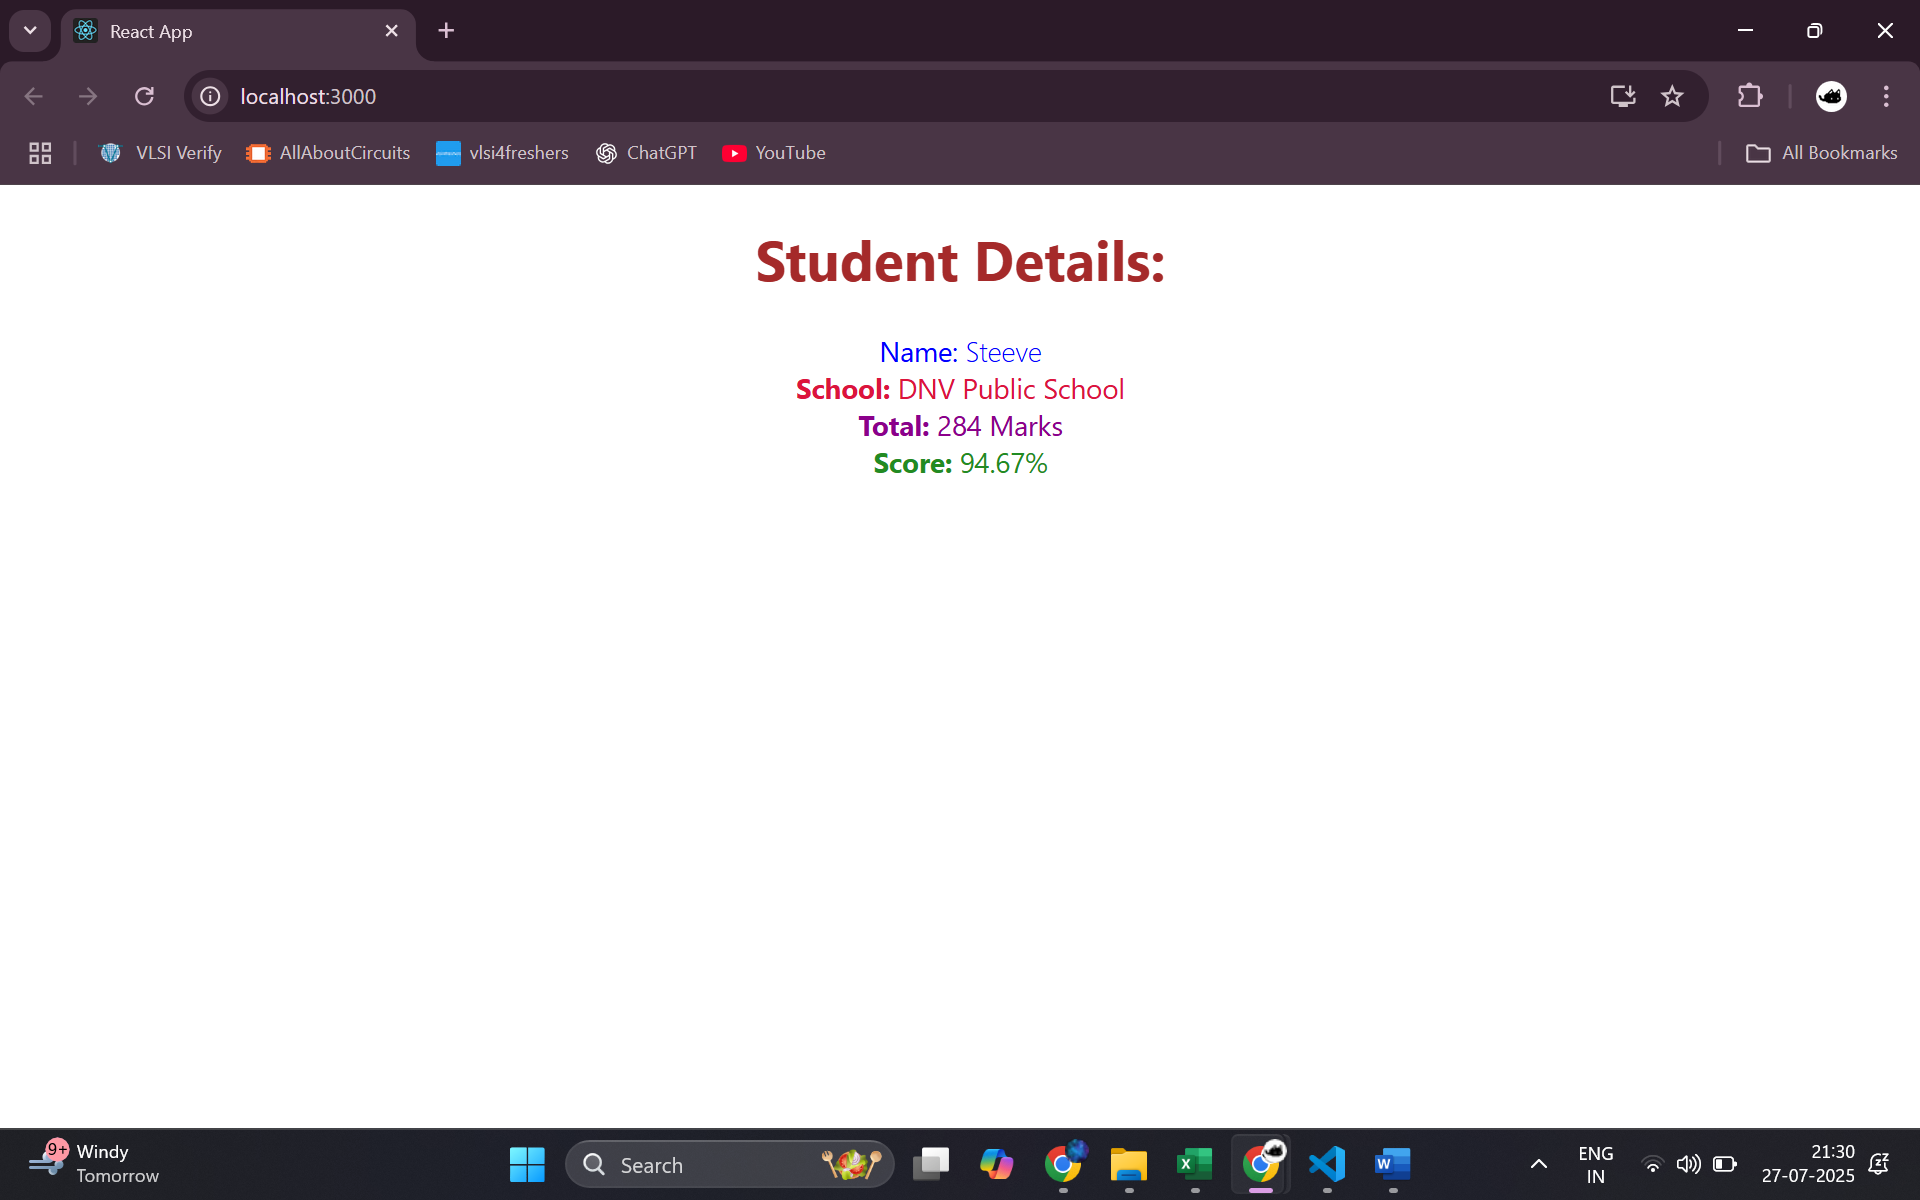 React App
localhost:3000
VLSI Verify
AllAboutCircuits
vlsi4freshers
ChatGPT
YouTube
All Bookmarks
Student Details:
Name: Steeve
School: DNV Public School
Total: 284 Marks
Score: 94.67%
9+
Windy
Tomorrow
Search
ENG
IN
21:30
27-07-2025